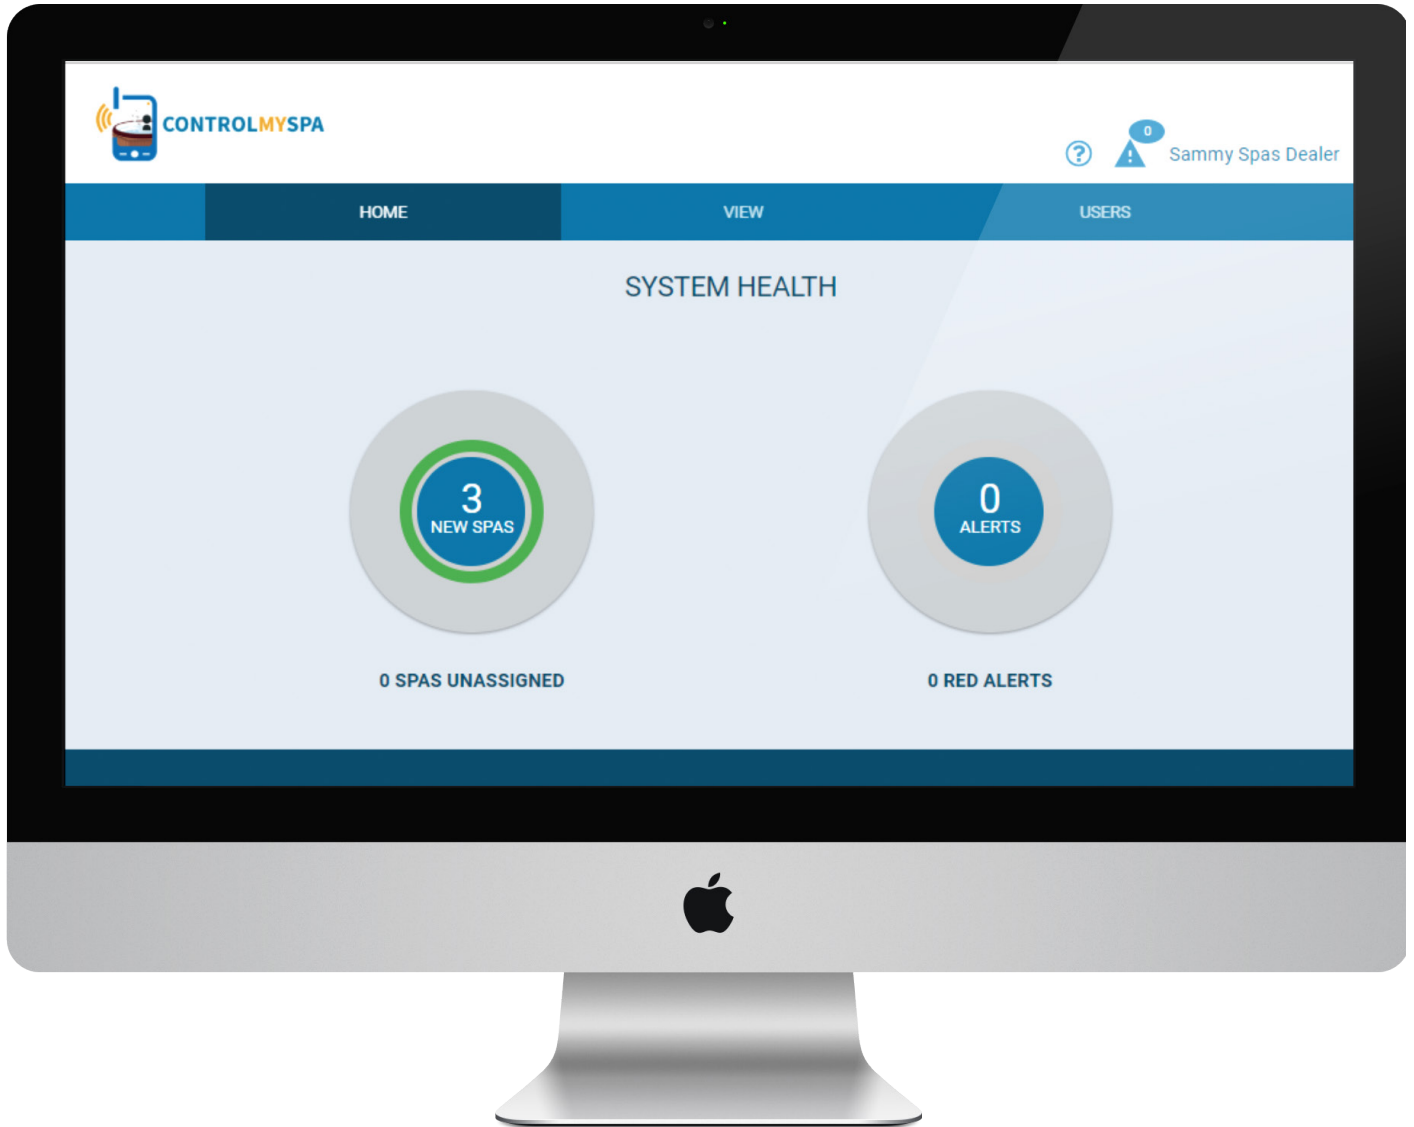 CONTROLMYSPA
0
Sammy Spas Dealer
HOME
VIEW
USERS
SYSTEM HEALTH
3
NEW SPAS
0
ALERTS
0 SPAS UNASSIGNED
0 RED ALERTS